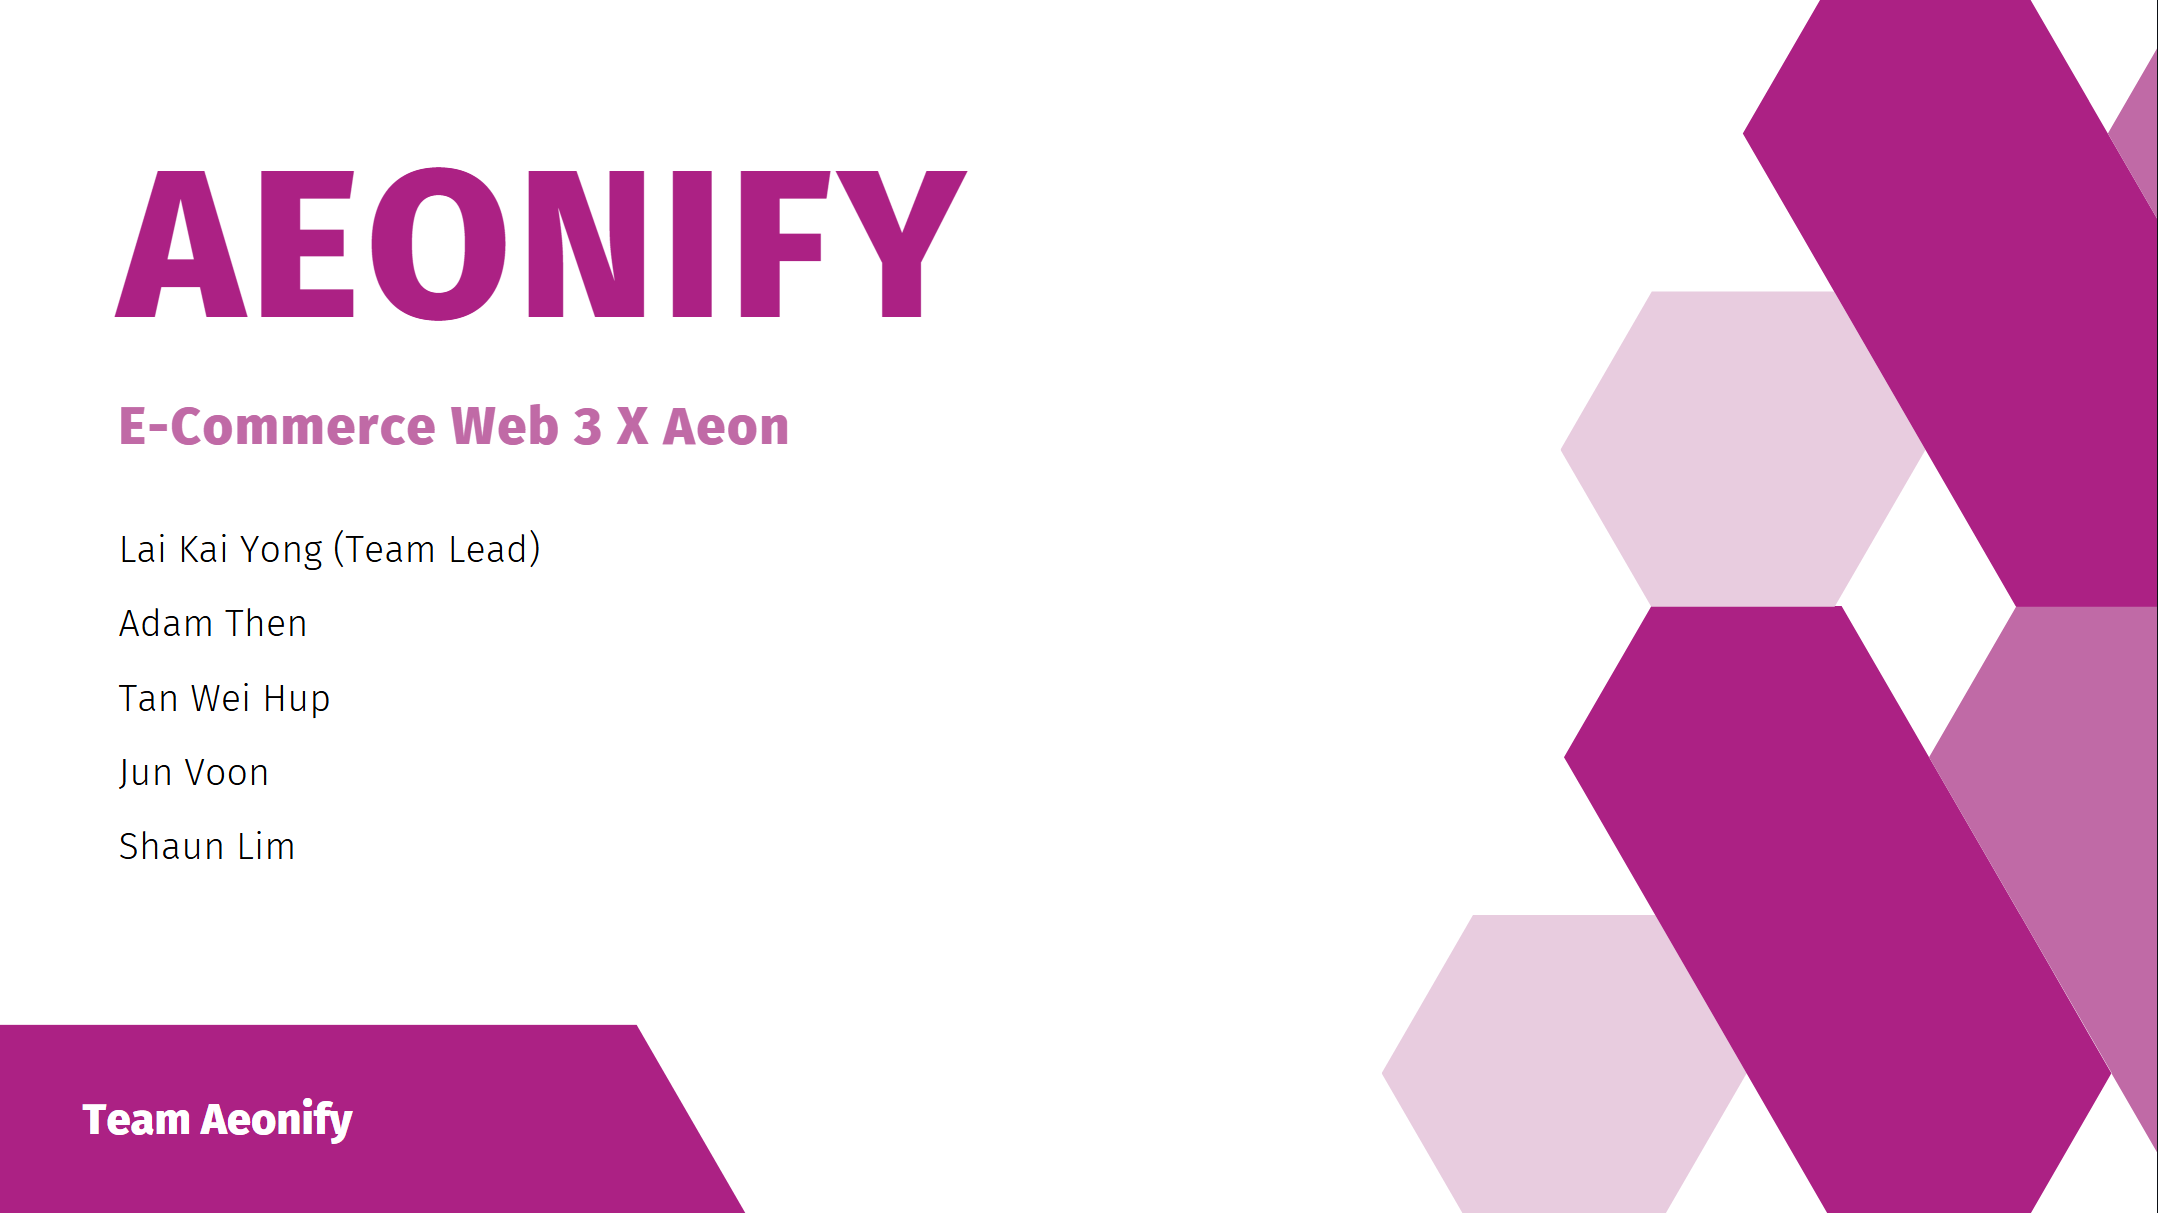 AEONIFY
E-Commerce Web 3 X Aeon
Lai Kai Yong (Team Lead)
Adam Then
Tan Wei Hup
Jun Voon
Shaun Lim
Team Aeonify